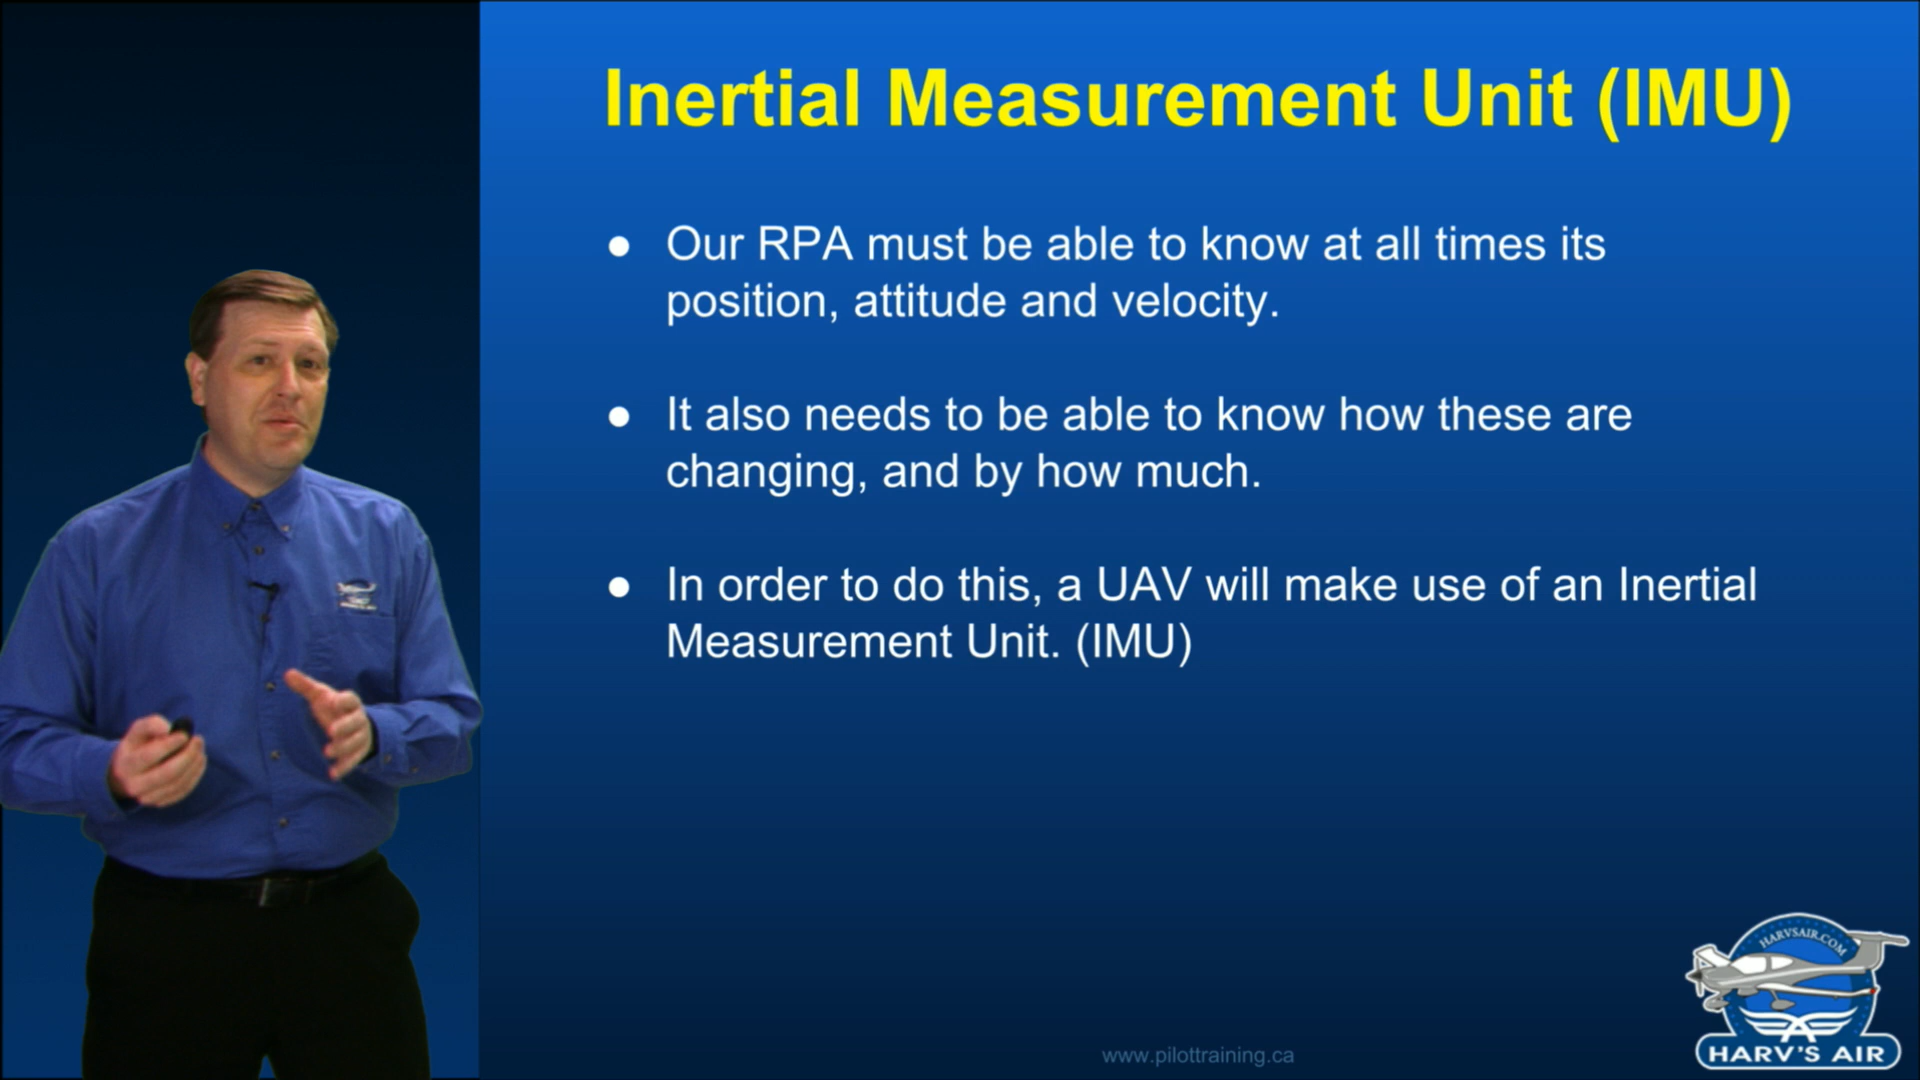 Inertial Measurement Unit (IMU)
● Our RPA must be able to know at all times its
position, attitude and velocity.
● It also needs to be able to know how these are
changing, and by how much.
● In order to do this, a UAV will make use of an Inertial
Measurement Unit. (IMU)
HARVSAIR.COM
HARV'S AIR
www.pilottraining.ca